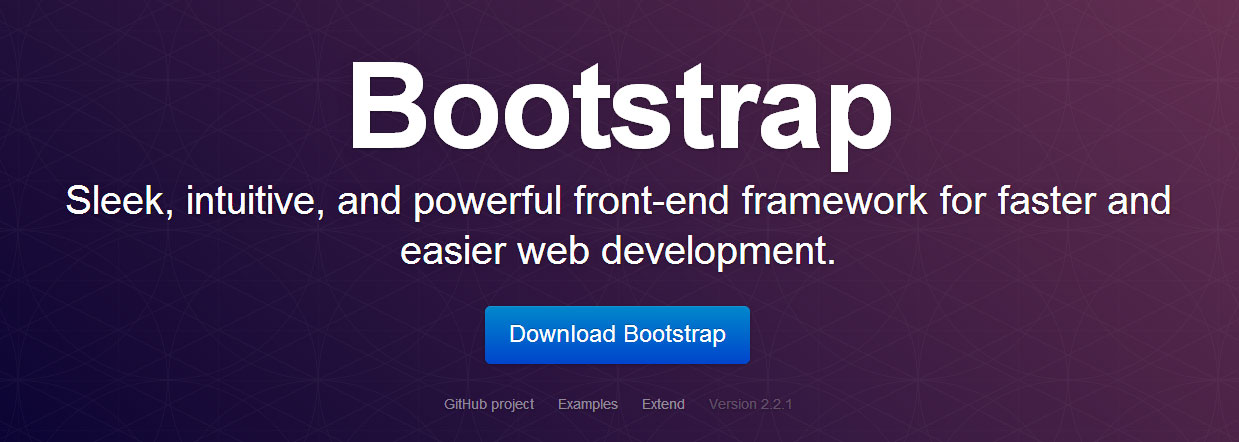 Bootstrap
Sleek, intuitive, and powerful front-end framework for faster and
easier web development.
Download Bootstrap
GitHub project Examples Extend Version 2.2.1